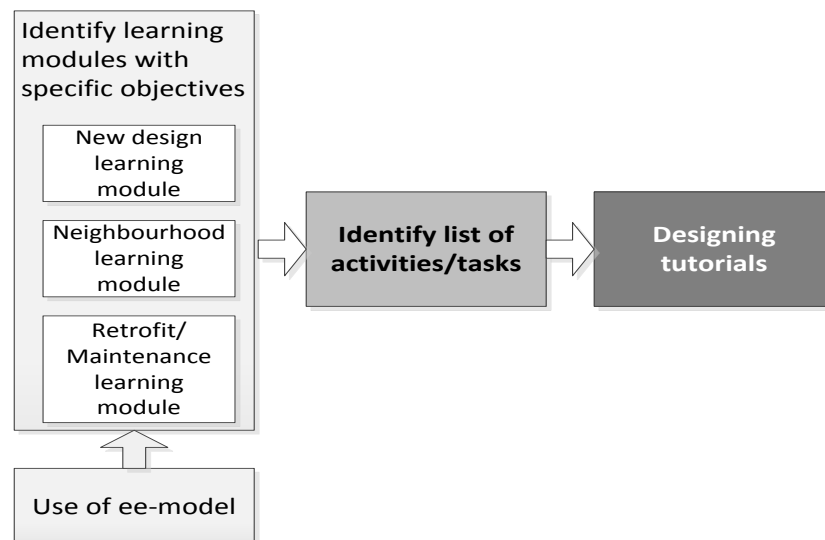 Identify learning
modules with
specific objectives
New design
learning
module
Neighbourhood
learning
module
Retrofit/
Maintenance
learning
module
Use of ee-model
Identify list of
activities/tasks
Designing
tutorials